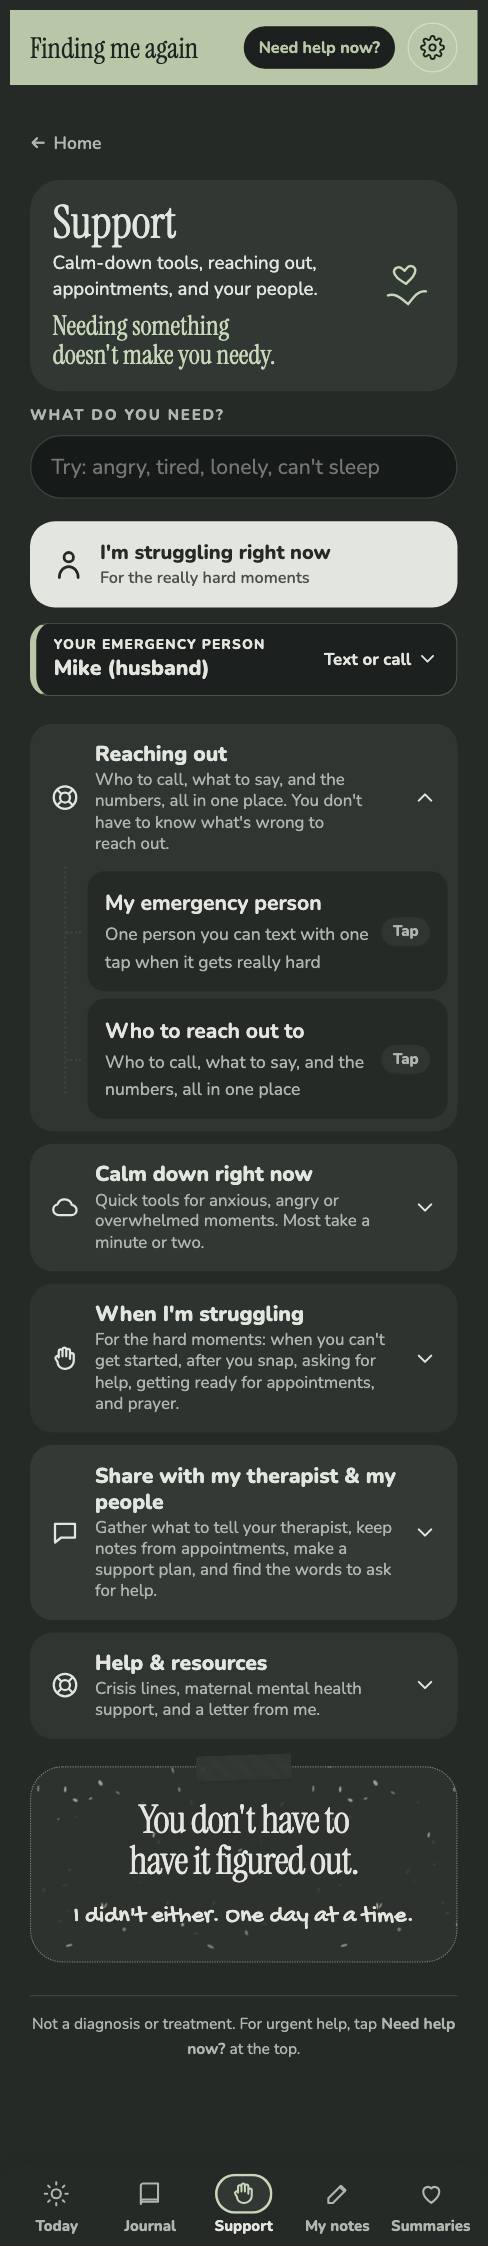 Finding me again
Need help now?
← Home
Support
Calm-down tools, reaching out,
appointments, and your people.
Needing something
doesn't make you needy.
WHAT DO YOU NEED?
Try: angry, tired, lonely, can't sleep
I'm struggling right now
For the really hard moments
YOUR EMERGENCY PERSON
Mike (husband)
Text or call
Reaching out
Who to call, what to say, and the
numbers, all in one place. You don't
have to know what's wrong to
reach out.
My emergency person
One person you can text with one
tap when it gets really hard
Tap
Who to reach out to
Who to call, what to say, and the
numbers, all in one place
Tap
Calm down right now
Quick tools for anxious, angry or
overwhelmed moments. Most take a
minute or two.
When I'm struggling
For the hard moments: when you can't
get started, after you snap, asking for
help, getting ready for appointments,
and prayer.
Share with my therapist & my
people
Gather what to tell your therapist, keep
notes from appointments, make a
support plan, and find the words to ask
for help.
Help & resources
Crisis lines, maternal mental health
support, and a letter from me.
You don't have to
have it figured out.
I didn't either. One day at a time.
Not a diagnosis or treatment. For urgent help, tap Need help
now? at the top.
Today
Journal
Support
My notes
Summaries